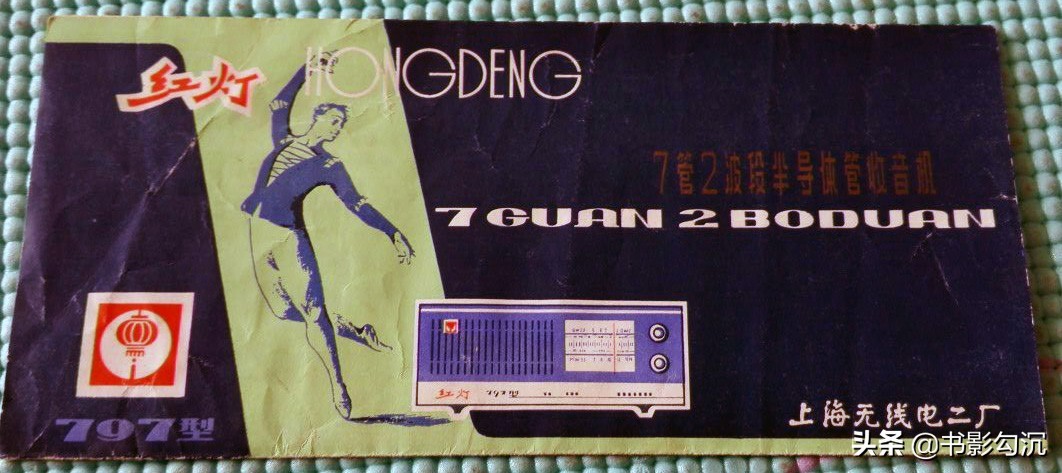 红灯
HONGDENG
7管2波段半导体管收音机
7 GUAN 2 BODUAN
红灯 797型
797型
上海无线电二厂
头条 @书影勾沉